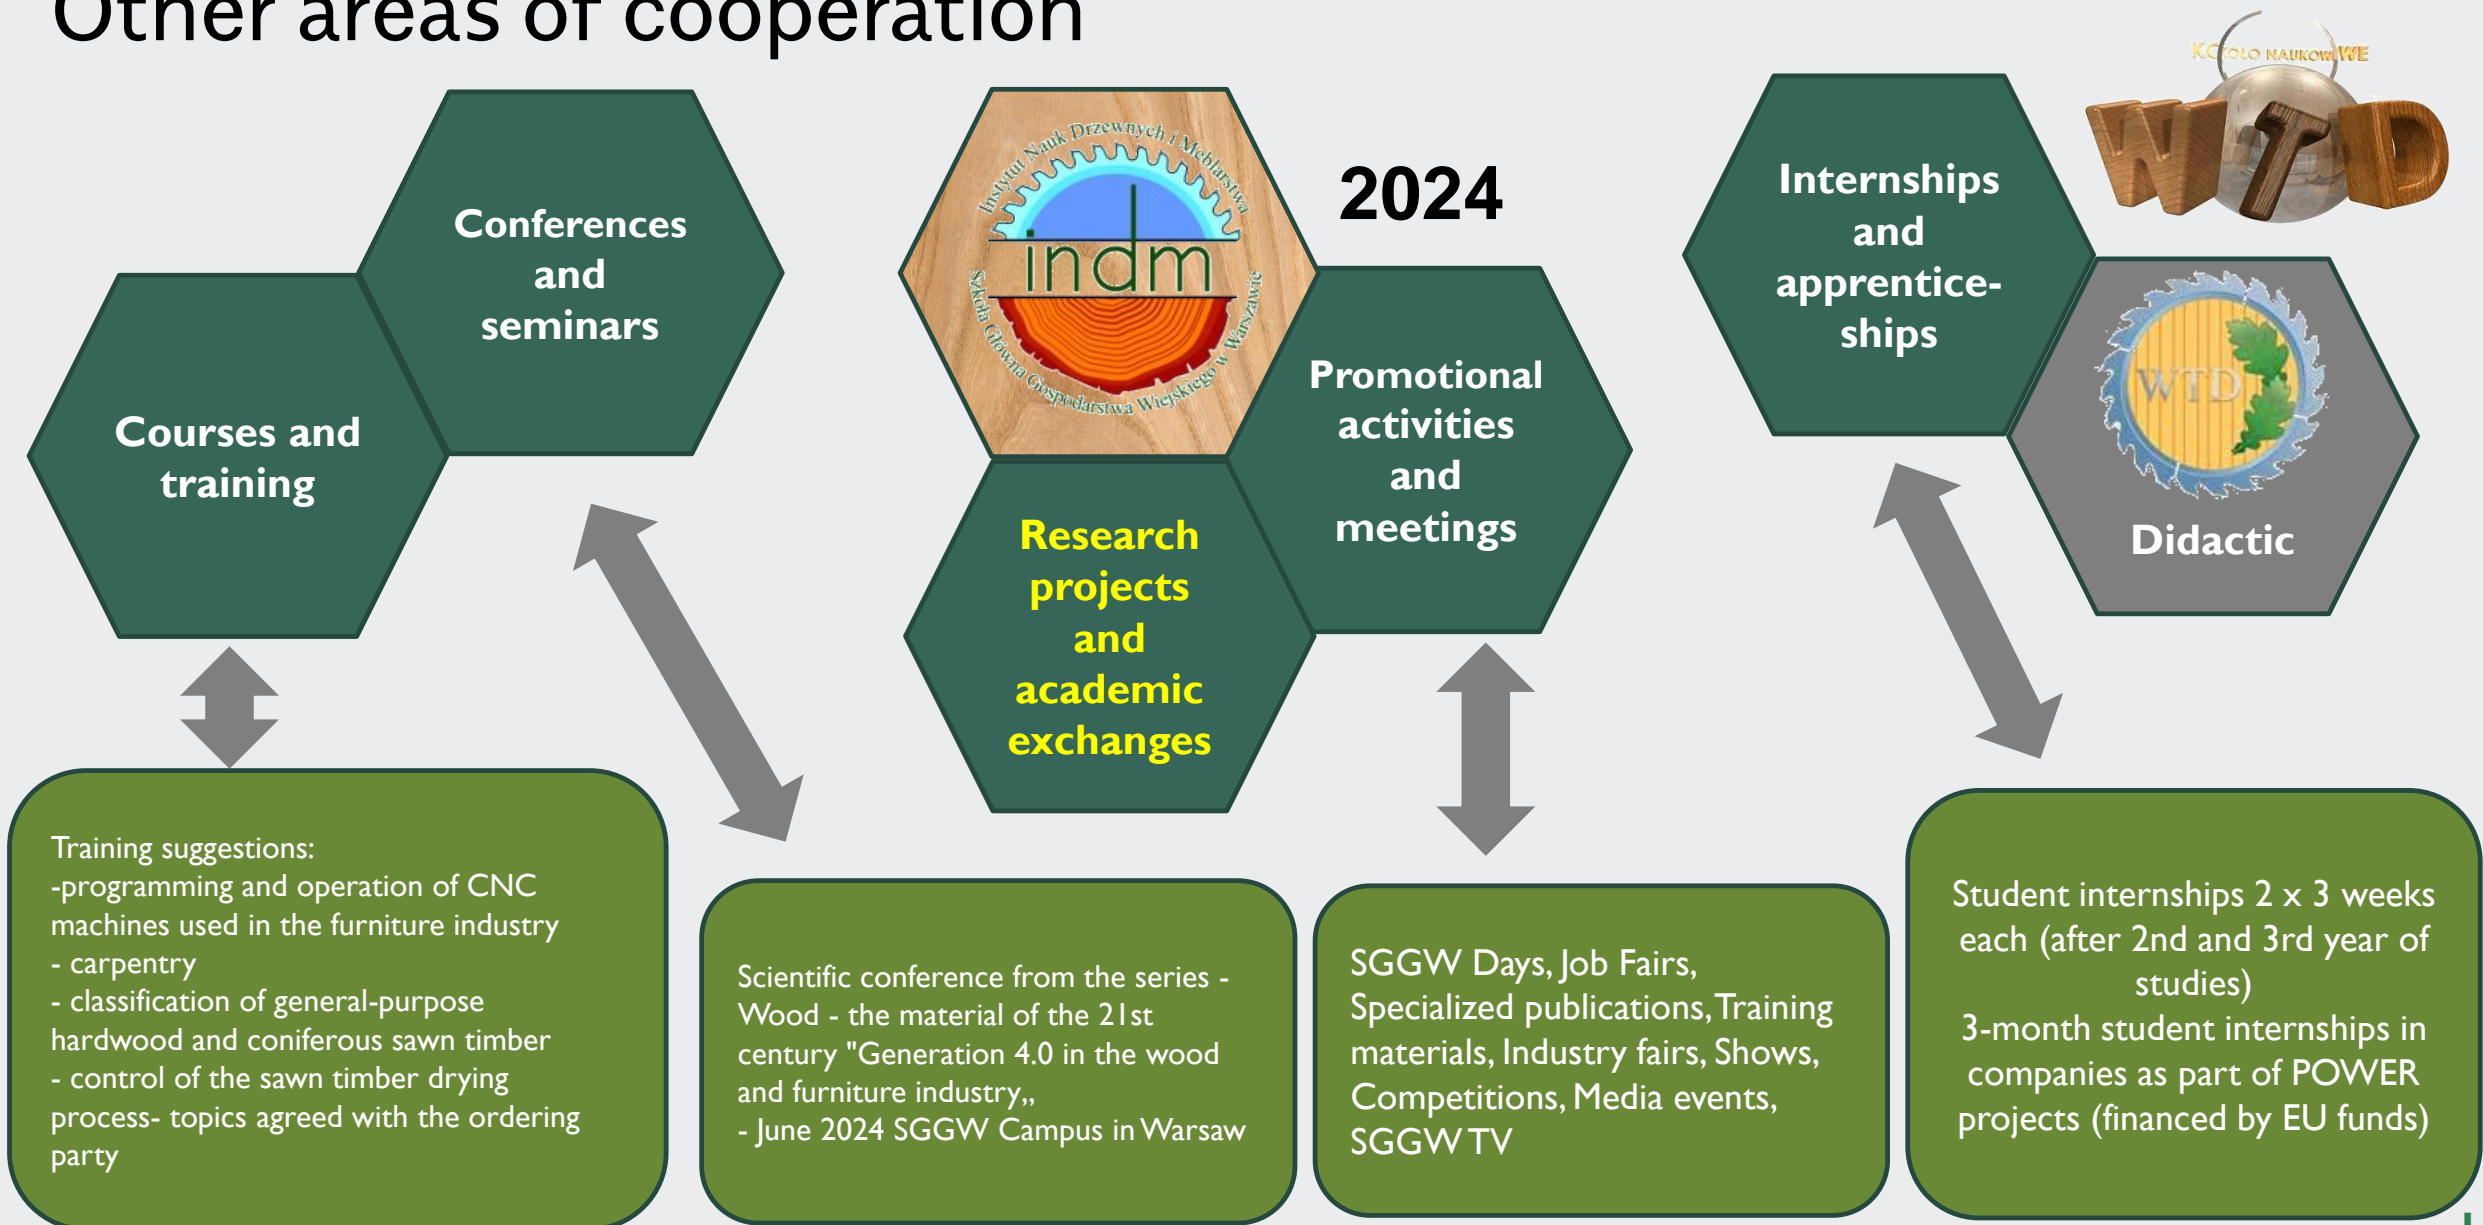 Other areas of cooperation
Conferences
and
seminars
Courses and
training
Instytut Nauk Drzewnych i Meblarstwa
indm
Szkoła Główna Gospodarstwa Wiejskiego w Warszawie
2024
Promotional
activities
and
meetings
Research
projects
and
academic
exchanges
Internships
and
apprentice-
ships
WTD
WTD
Didactic
Training suggestions:
-programming and operation of CNC
machines used in the furniture industry
- carpentry
- classification of general-purpose
hardwood and coniferous sawn timber
- control of the sawn timber drying
process- topics agreed with the ordering
party
Scientific conference from the series -
Wood - the material of the 21st
century "Generation 4.0 in the wood
and furniture industry,,
- June 2024 SGGW Campus in Warsaw
SGGW Days, Job Fairs,
Specialized publications, Training
materials, Industry fairs, Shows,
Competitions, Media events,
SGGW TV
Student internships 2 x 3 weeks
each (after 2nd and 3rd year of
studies)
3-month student internships in
companies as part of POWER
projects (financed by EU funds)